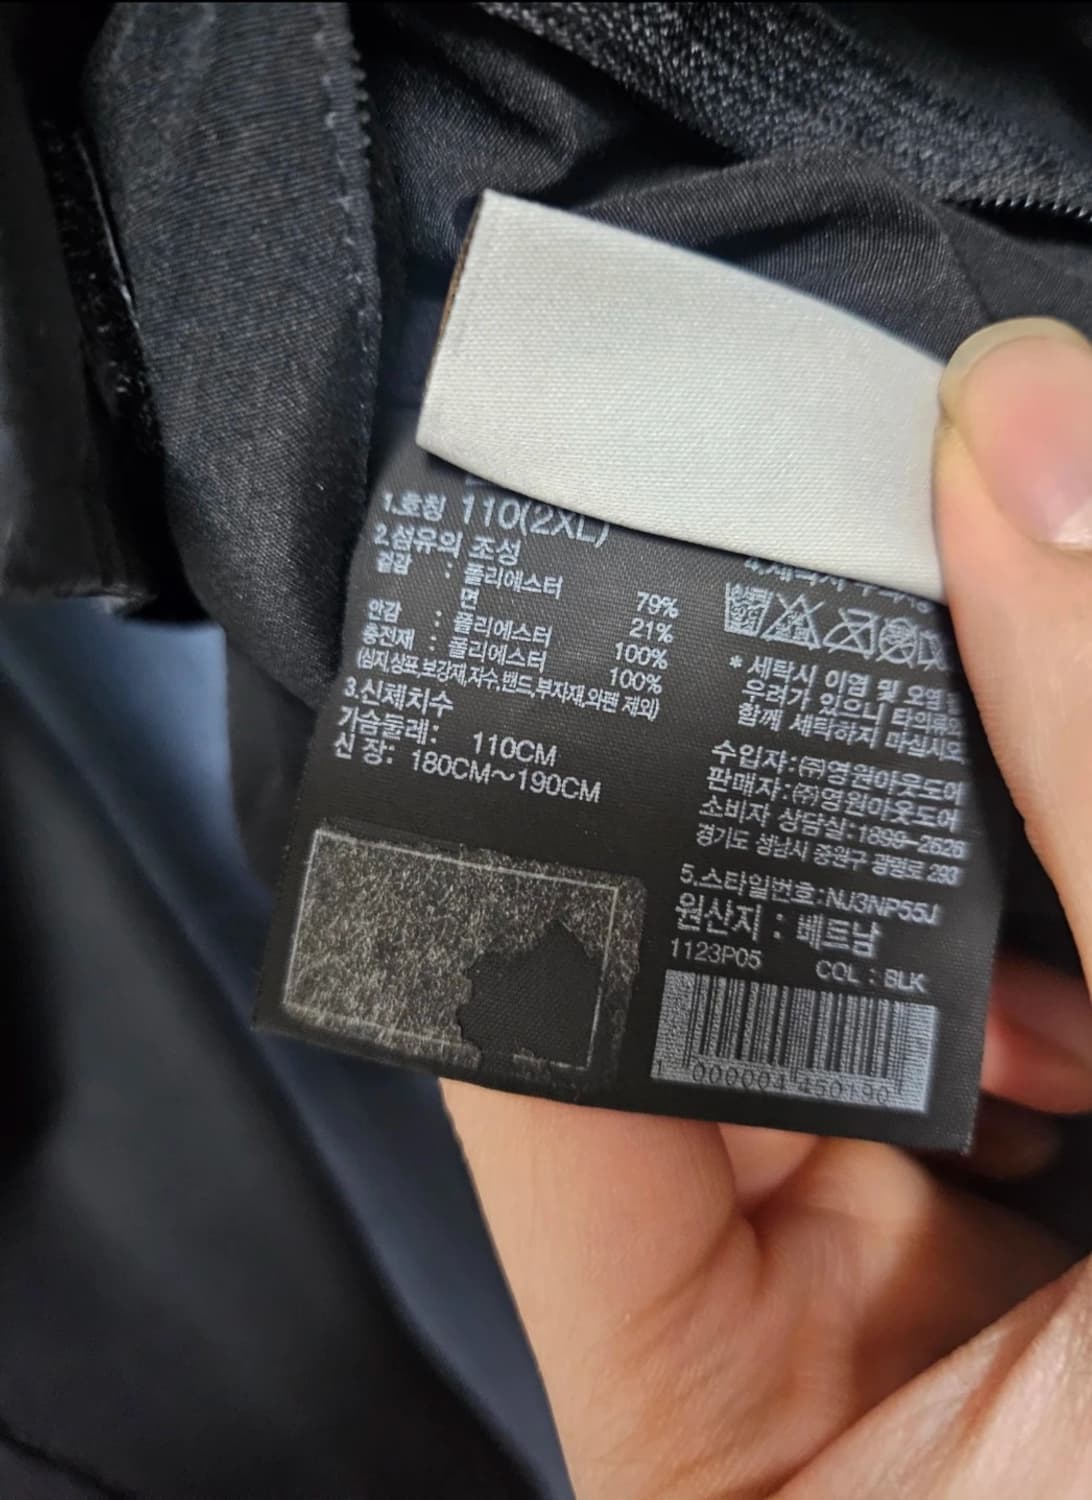 1.호칭 110(2XL)
2.섬유의 조성
겉감 : 폴리에스터 79%
면 21%
안감 : 폴리에스터 100%
충전재 : 폴리에스터 100%
(심지,상표,보강재,자수,밴드,부자재,와펜 제외)
3.신체치수
가슴둘레: 110CM
신 장: 180CM~190CM
* 세탁시 이염 및 오염
우려가 있으니 타의류와
함께 세탁하지 마십시오
수입자:㈜영원아웃도어
판매자:㈜영원아웃도어
소비자 상담실:1899-2626
경기도 성남시 중원구 광명로 293
5.스타일번호:NJ3NP55J
원산지 : 베트남
1123P05 COL : BLK
1 000004 450190